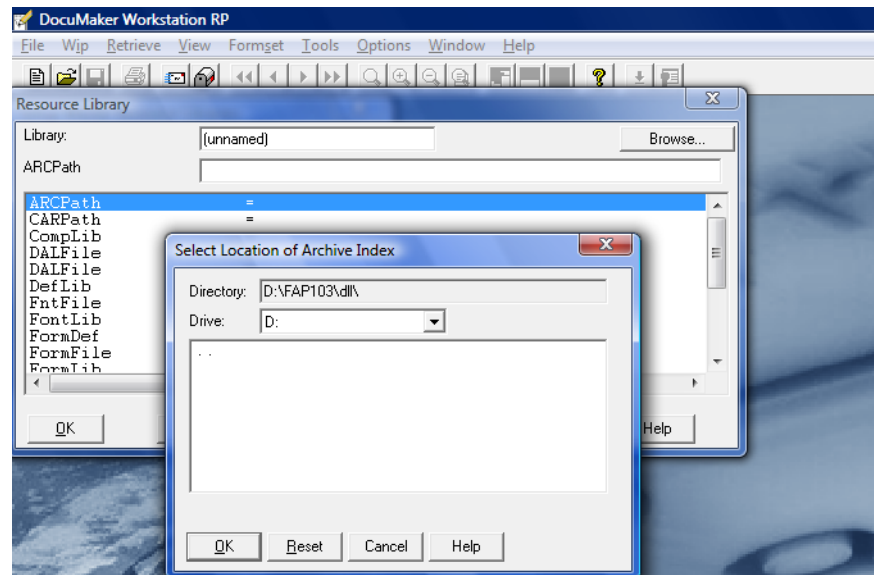 DocuMaker Workstation RP
File Wip Retrieve View Formset Tools Options Window Help
Resource Library
Library: (unnamed) Browse...
ARCPath
ARCPath =
CARPath =
CompLib
DALFile
DALFile
DefLib
FntFile
FontLib
FormDef
FormFile
FormLib
OK Help
Select Location of Archive Index
Directory: D:\FAP103\dll\
Drive: D:
..
OK Reset Cancel Help